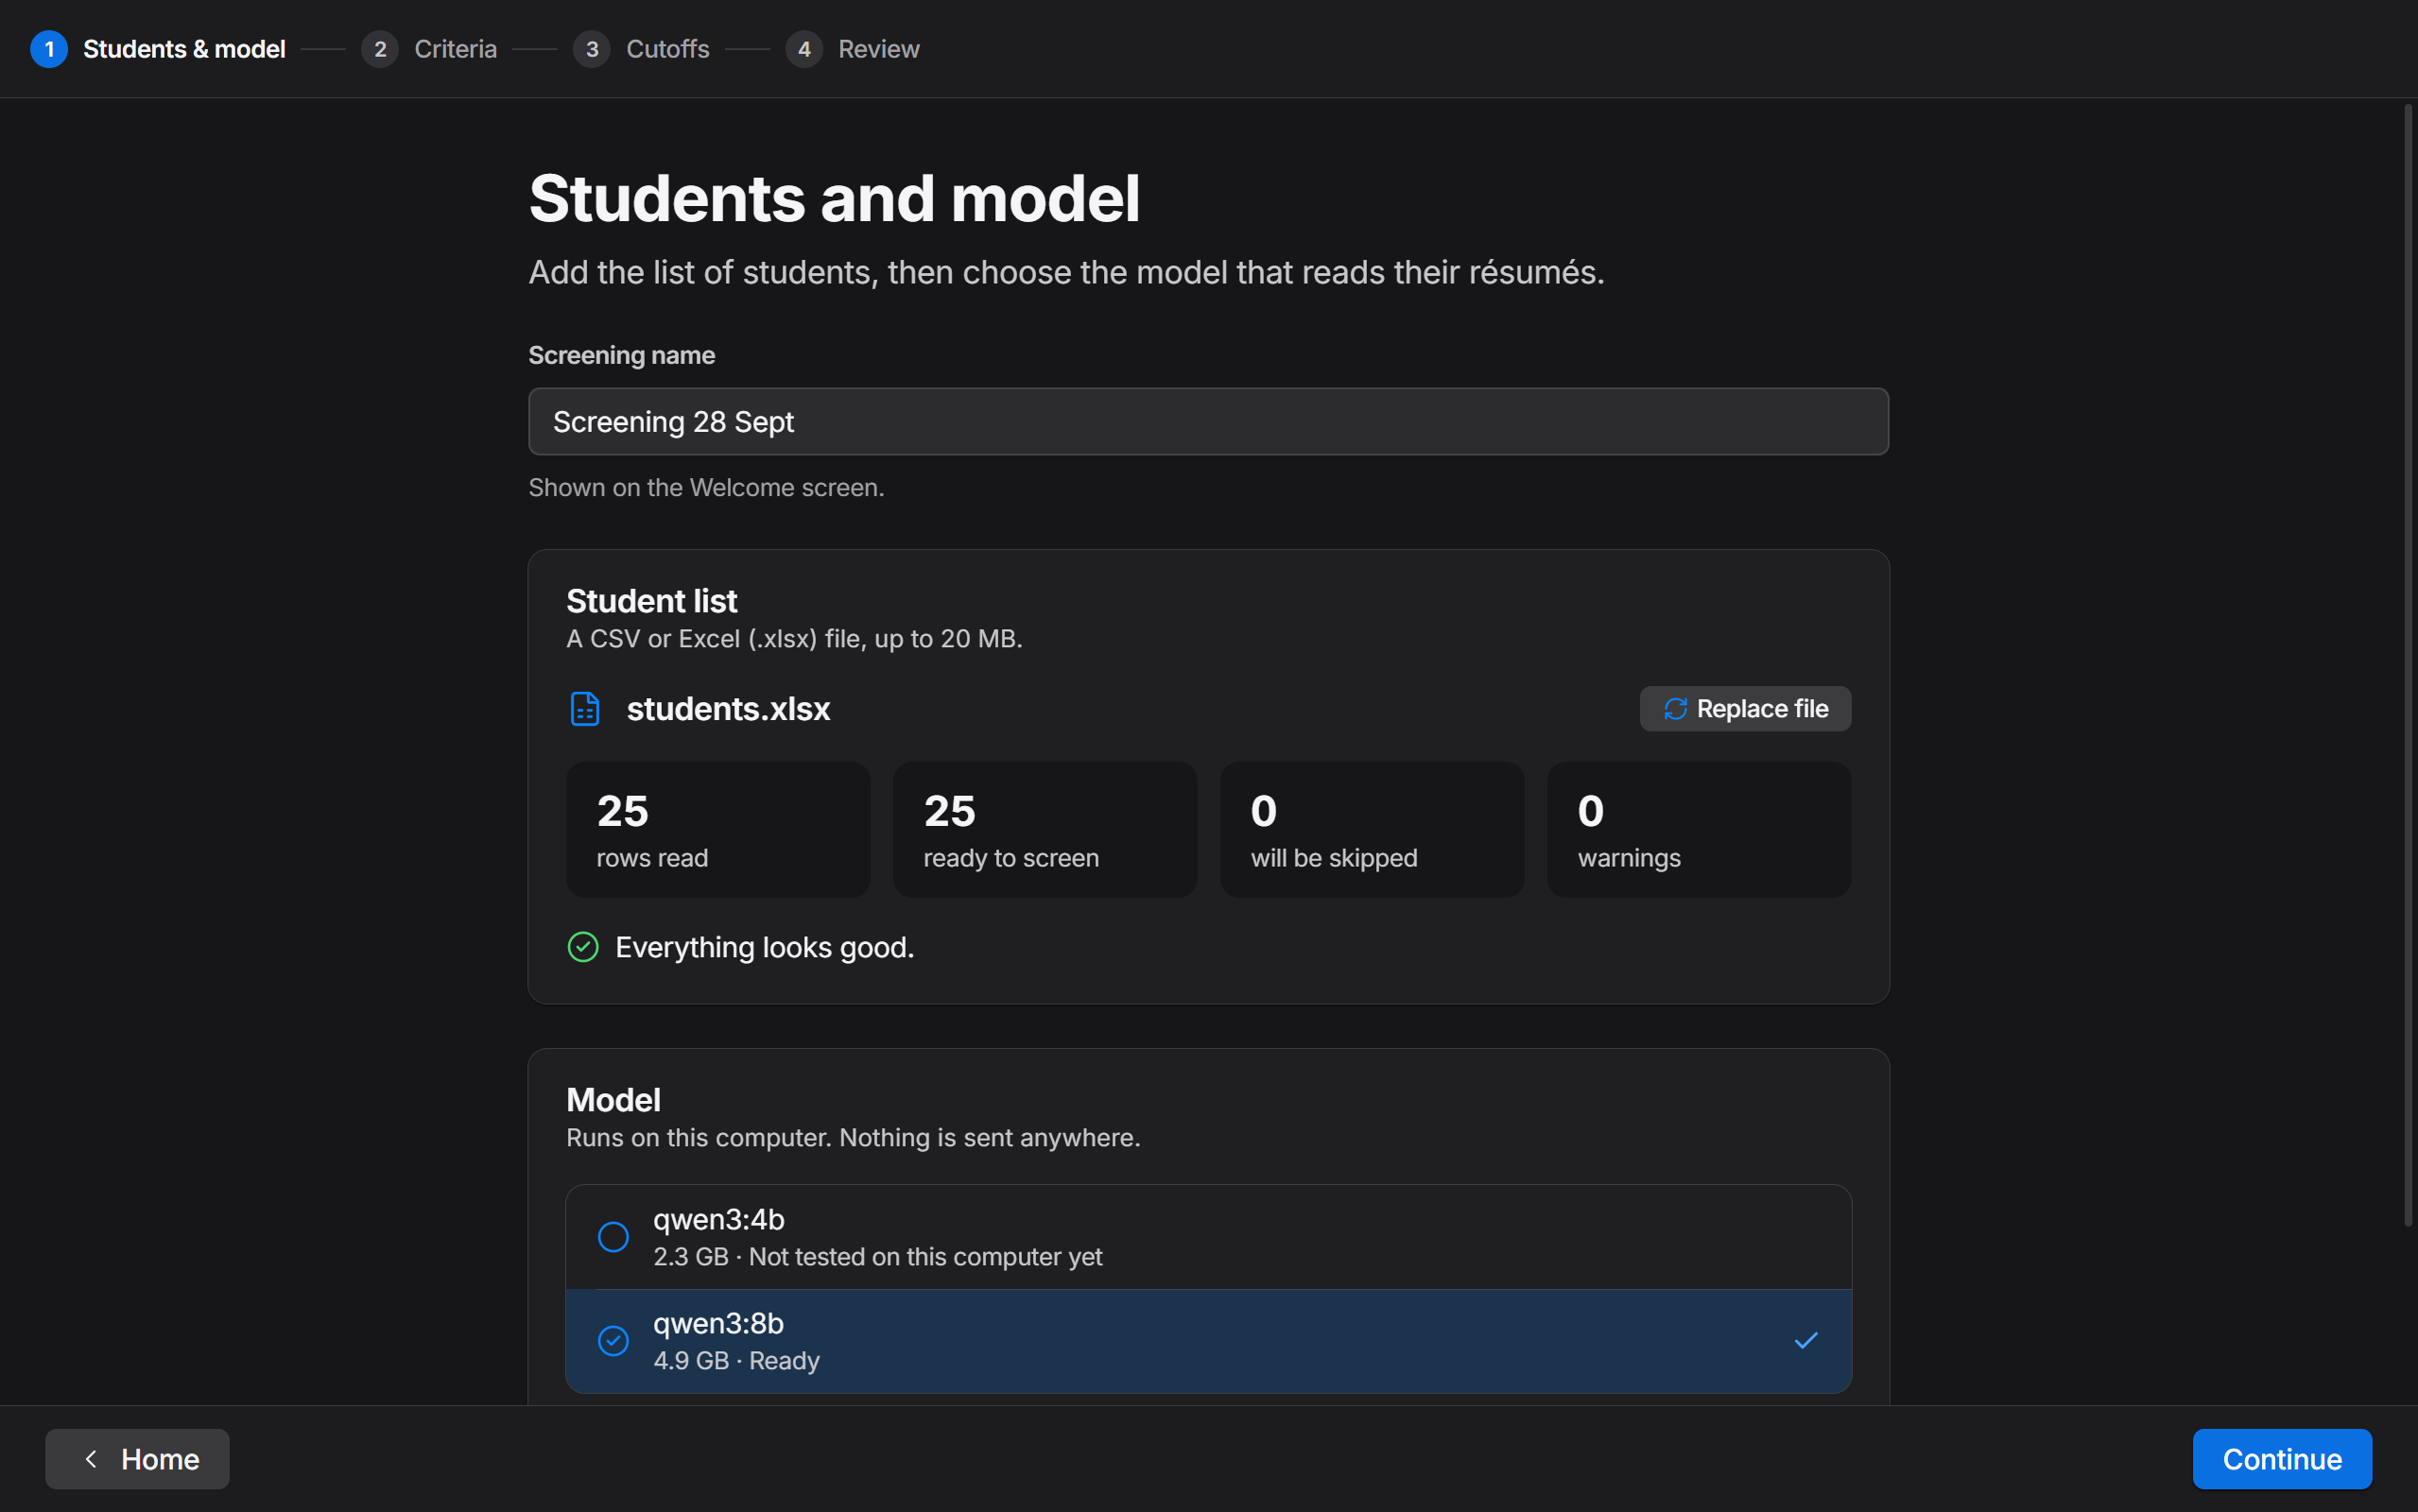 1 Students & model 2 Criteria 3 Cutoffs 4 Review
Students and model
Add the list of students, then choose the model that reads their résumés.
Screening name
Screening 28 Sept
Shown on the Welcome screen.
Student list
A CSV or Excel (.xlsx) file, up to 20 MB.
students.xlsx
Replace file
25
rows read
25
ready to screen
0
will be skipped
0
warnings
Everything looks good.
Model
Runs on this computer. Nothing is sent anywhere.
qwen3:4b
2.3 GB · Not tested on this computer yet
qwen3:8b
4.9 GB · Ready
Home
Continue